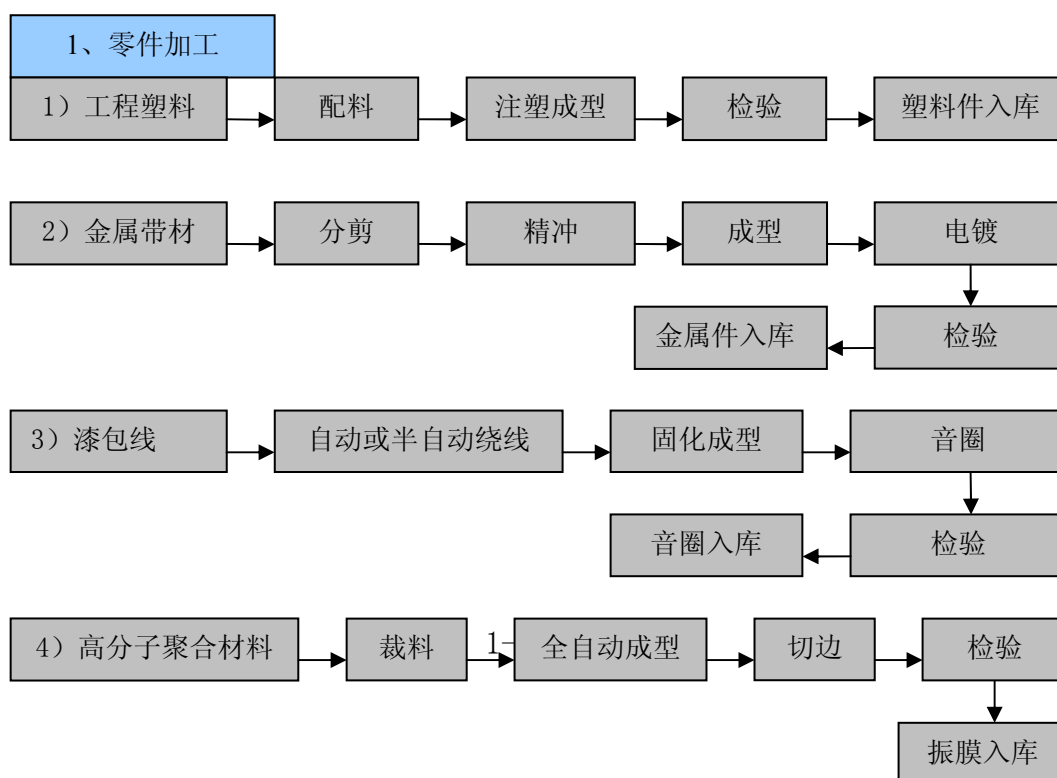 1、零件加工
1）工程塑料 配料 注塑成型 检验 塑料件入库
2）金属带材 分剪 精冲 成型 电镀
金属件入库 检验
3）漆包线 自动或半自动绕线 固化成型 音圈
音圈入库 检验
4）高分子聚合材料 裁料 1- 全自动成型 切边 检验
振膜入库